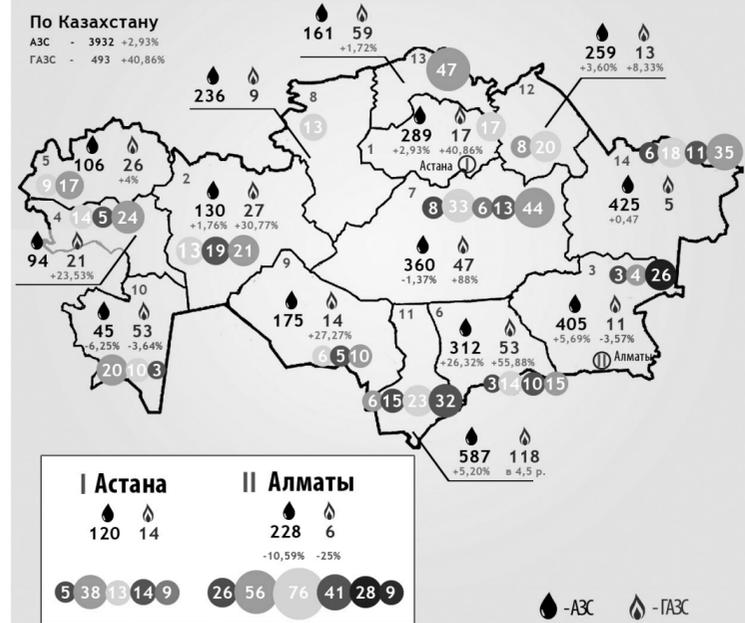 По Казахстану
АЗС - 3932 +2,93%
ГАЗС - 493 +40,86%
161 59
+1,72%
13
47
259 13
+3,60% +8,33%
236 9
8
13
12
8 20
1
289 17
+2,93% +40,86%
17
Астана I
14
6 18 11 35
425 5
+0,47
5
106 26
+4%
9 17
2
130 27
+1,76% +30,77%
13 19 21
4
14 5 24
94 21
+23,53%
7
8 33 6 13 44
360 47
-1,37% +88%
3
3 4 26
405 11
+5,69% -3,57%
II Алматы
10
45 53
-6,25% -3,64%
20 10 3
9
175 14
+27,27%
6 5 10
11
6 15 23 32
6
312 53
+26,32% +55,88%
3 14 10 15
587 118
+5,20% в 4,5 р.
I Астана
120 14
5 38 13 14 9
II Алматы
228 6
-10,59% -25%
26 56 76 41 28 9
-АЗС -ГАЗС